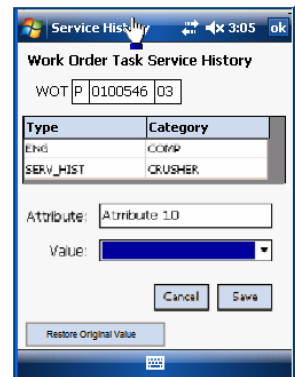 Service History 3:05 ok
Work Order Task Service History
WOT P 0100546 03
Type Category
ENG COMP
SERV_HIST CRUSHER
Attribute: Attribute 10
Value:
Cancel Save
Restore Original Value